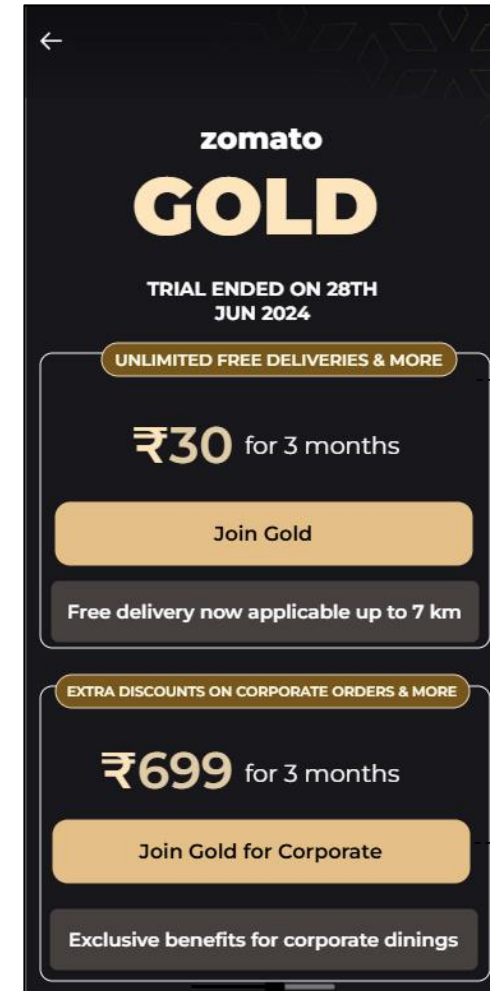 zomato
GOLD
TRIAL ENDED ON 28TH
JUN 2024
UNLIMITED FREE DELIVERIES & MORE
₹30 for 3 months
Join Gold
Free delivery now applicable up to 7 km
EXTRA DISCOUNTS ON CORPORATE ORDERS & MORE
₹699 for 3 months
Join Gold for Corporate
Exclusive benefits for corporate dinings